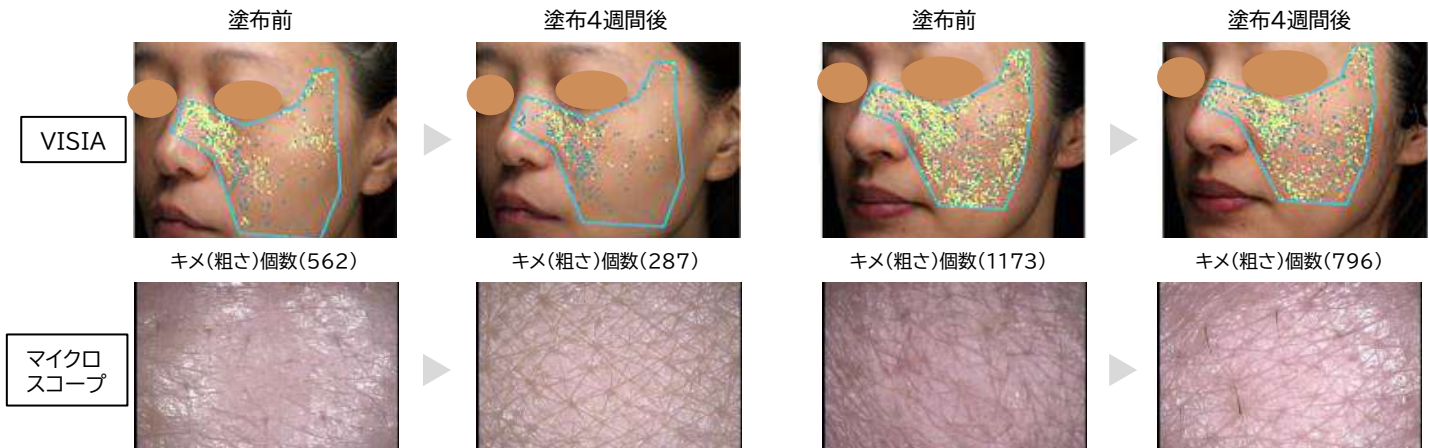 塗布前
塗布4週間後
塗布前
塗布4週間後
VISIA
キメ(粗さ)個数(562)
キメ(粗さ)個数(287)
キメ(粗さ)個数(1173)
キメ(粗さ)個数(796)
マイクロ
スコープ